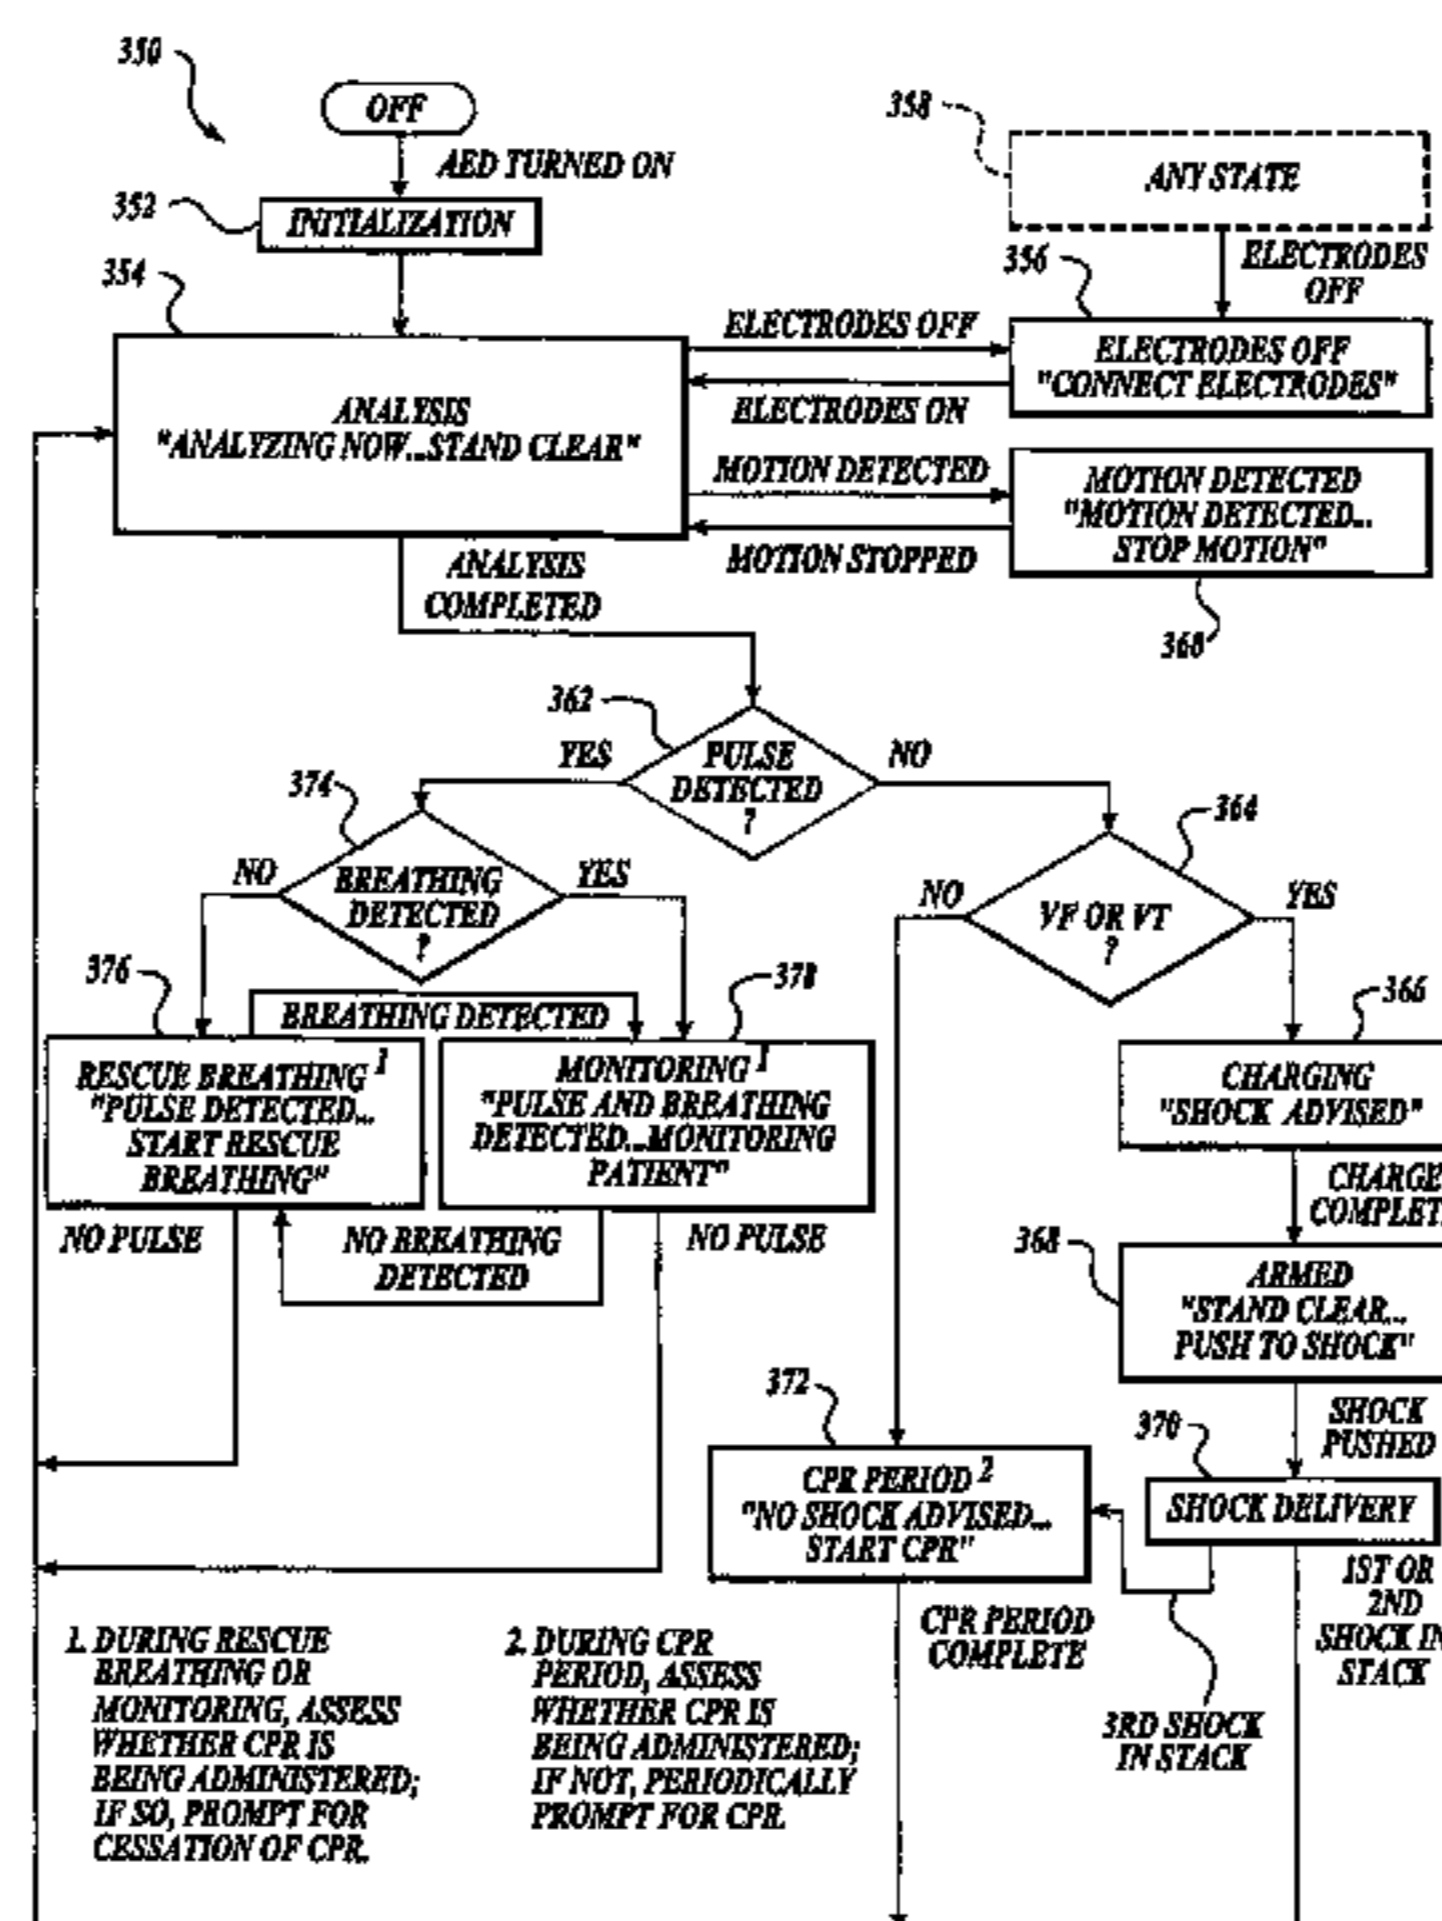 350
OFF
AED TURNED ON
352
INITIALIZATION
354
ANALYSIS
"ANALYZING NOW...STAND CLEAR"
358
ANY STATE
ELECTRODES
OFF
356
ELECTRODES OFF
ELECTRODES OFF
"CONNECT ELECTRODES"
ELECTRODES ON
MOTION DETECTED
MOTION DETECTED
"MOTION DETECTED...
STOP MOTION"
MOTION STOPPED
360
ANALYSIS
COMPLETED
362
PULSE
DETECTED
?
YES
NO
374
BREATHING
DETECTED
?
NO
YES
364
VF OR VT
?
NO
YES
376
BREATHING DETECTED
378
366
RESCUE BREATHING 1
"PULSE DETECTED...
START RESCUE
BREATHING"
MONITORING 1
"PULSE AND BREATHING
DETECTED...MONITORING
PATIENT"
CHARGING
"SHOCK ADVISED"
NO PULSE
NO BREATHING
DETECTED
NO PULSE
CHARGE
COMPLET
368
ARMED
"STAND CLEAR...
PUSH TO SHOCK"
SHOCK
PUSHED
372
370
CPR PERIOD 2
"NO SHOCK ADVISED...
START CPR"
SHOCK DELIVERY
1ST OR
2ND
SHOCK IN
STACK
CPR PERIOD
COMPLETE
3RD SHOCK
IN STACK
1. DURING RESCUE
BREATHING OR
MONITORING, ASSESS
WHETHER CPR IS
BEING ADMINISTERED;
IF SO, PROMPT FOR
CESSATION OF CPR.
2. DURING CPR
PERIOD, ASSESS
WHETHER CPR IS
BEING ADMINISTERED;
IF NOT, PERIODICALLY
PROMPT FOR CPR.